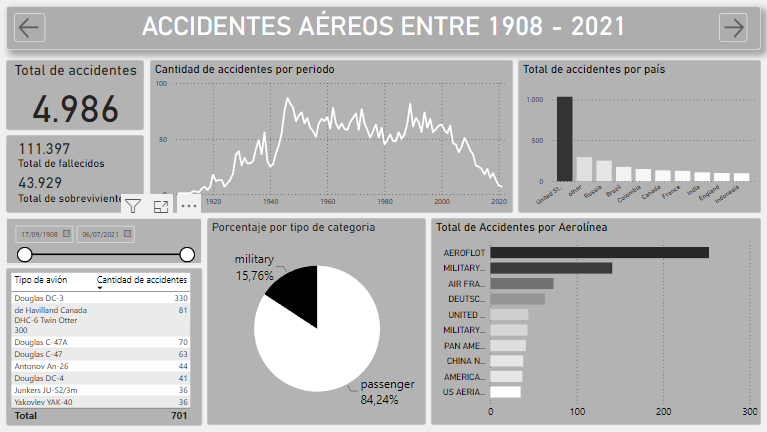 ACCIDENTES AÉREOS ENTRE 1908 - 2021
Total de accidentes
4.986
111.397
Total de fallecidos
43.929
Total de sobreviviente
Cantidad de accidentes por periodo
100
50
0
1920
1940
1960
1980
2000
2020
Total de accidentes por país
1.000
500
0
United St...
other
Russia
Brazil
Colombia
Canada
France
India
England
Indonesia
17/09/1908
06/07/2021
Tipo de avión Cantidad de accidentes
Douglas DC-3 330
de Havilland Canada 81
DHC-6 Twin Otter
300
Douglas C-47A 70
Douglas C-47 63
Antonov An-26 44
Douglas DC-4 41
Junkers JU-52/3m 36
Yakovlev YAK-40 36
Total 701
Porcentaje por tipo de categoria
military
15,76%
passenger
84,24%
Total de Accidentes por Aerolínea
AEROFLOT
MILITARY...
AIR FRA...
DEUTSC...
UNITED ...
MILITARY...
PAN AME...
CHINA N...
AMERICA...
US AERIA...
0
100
200
300